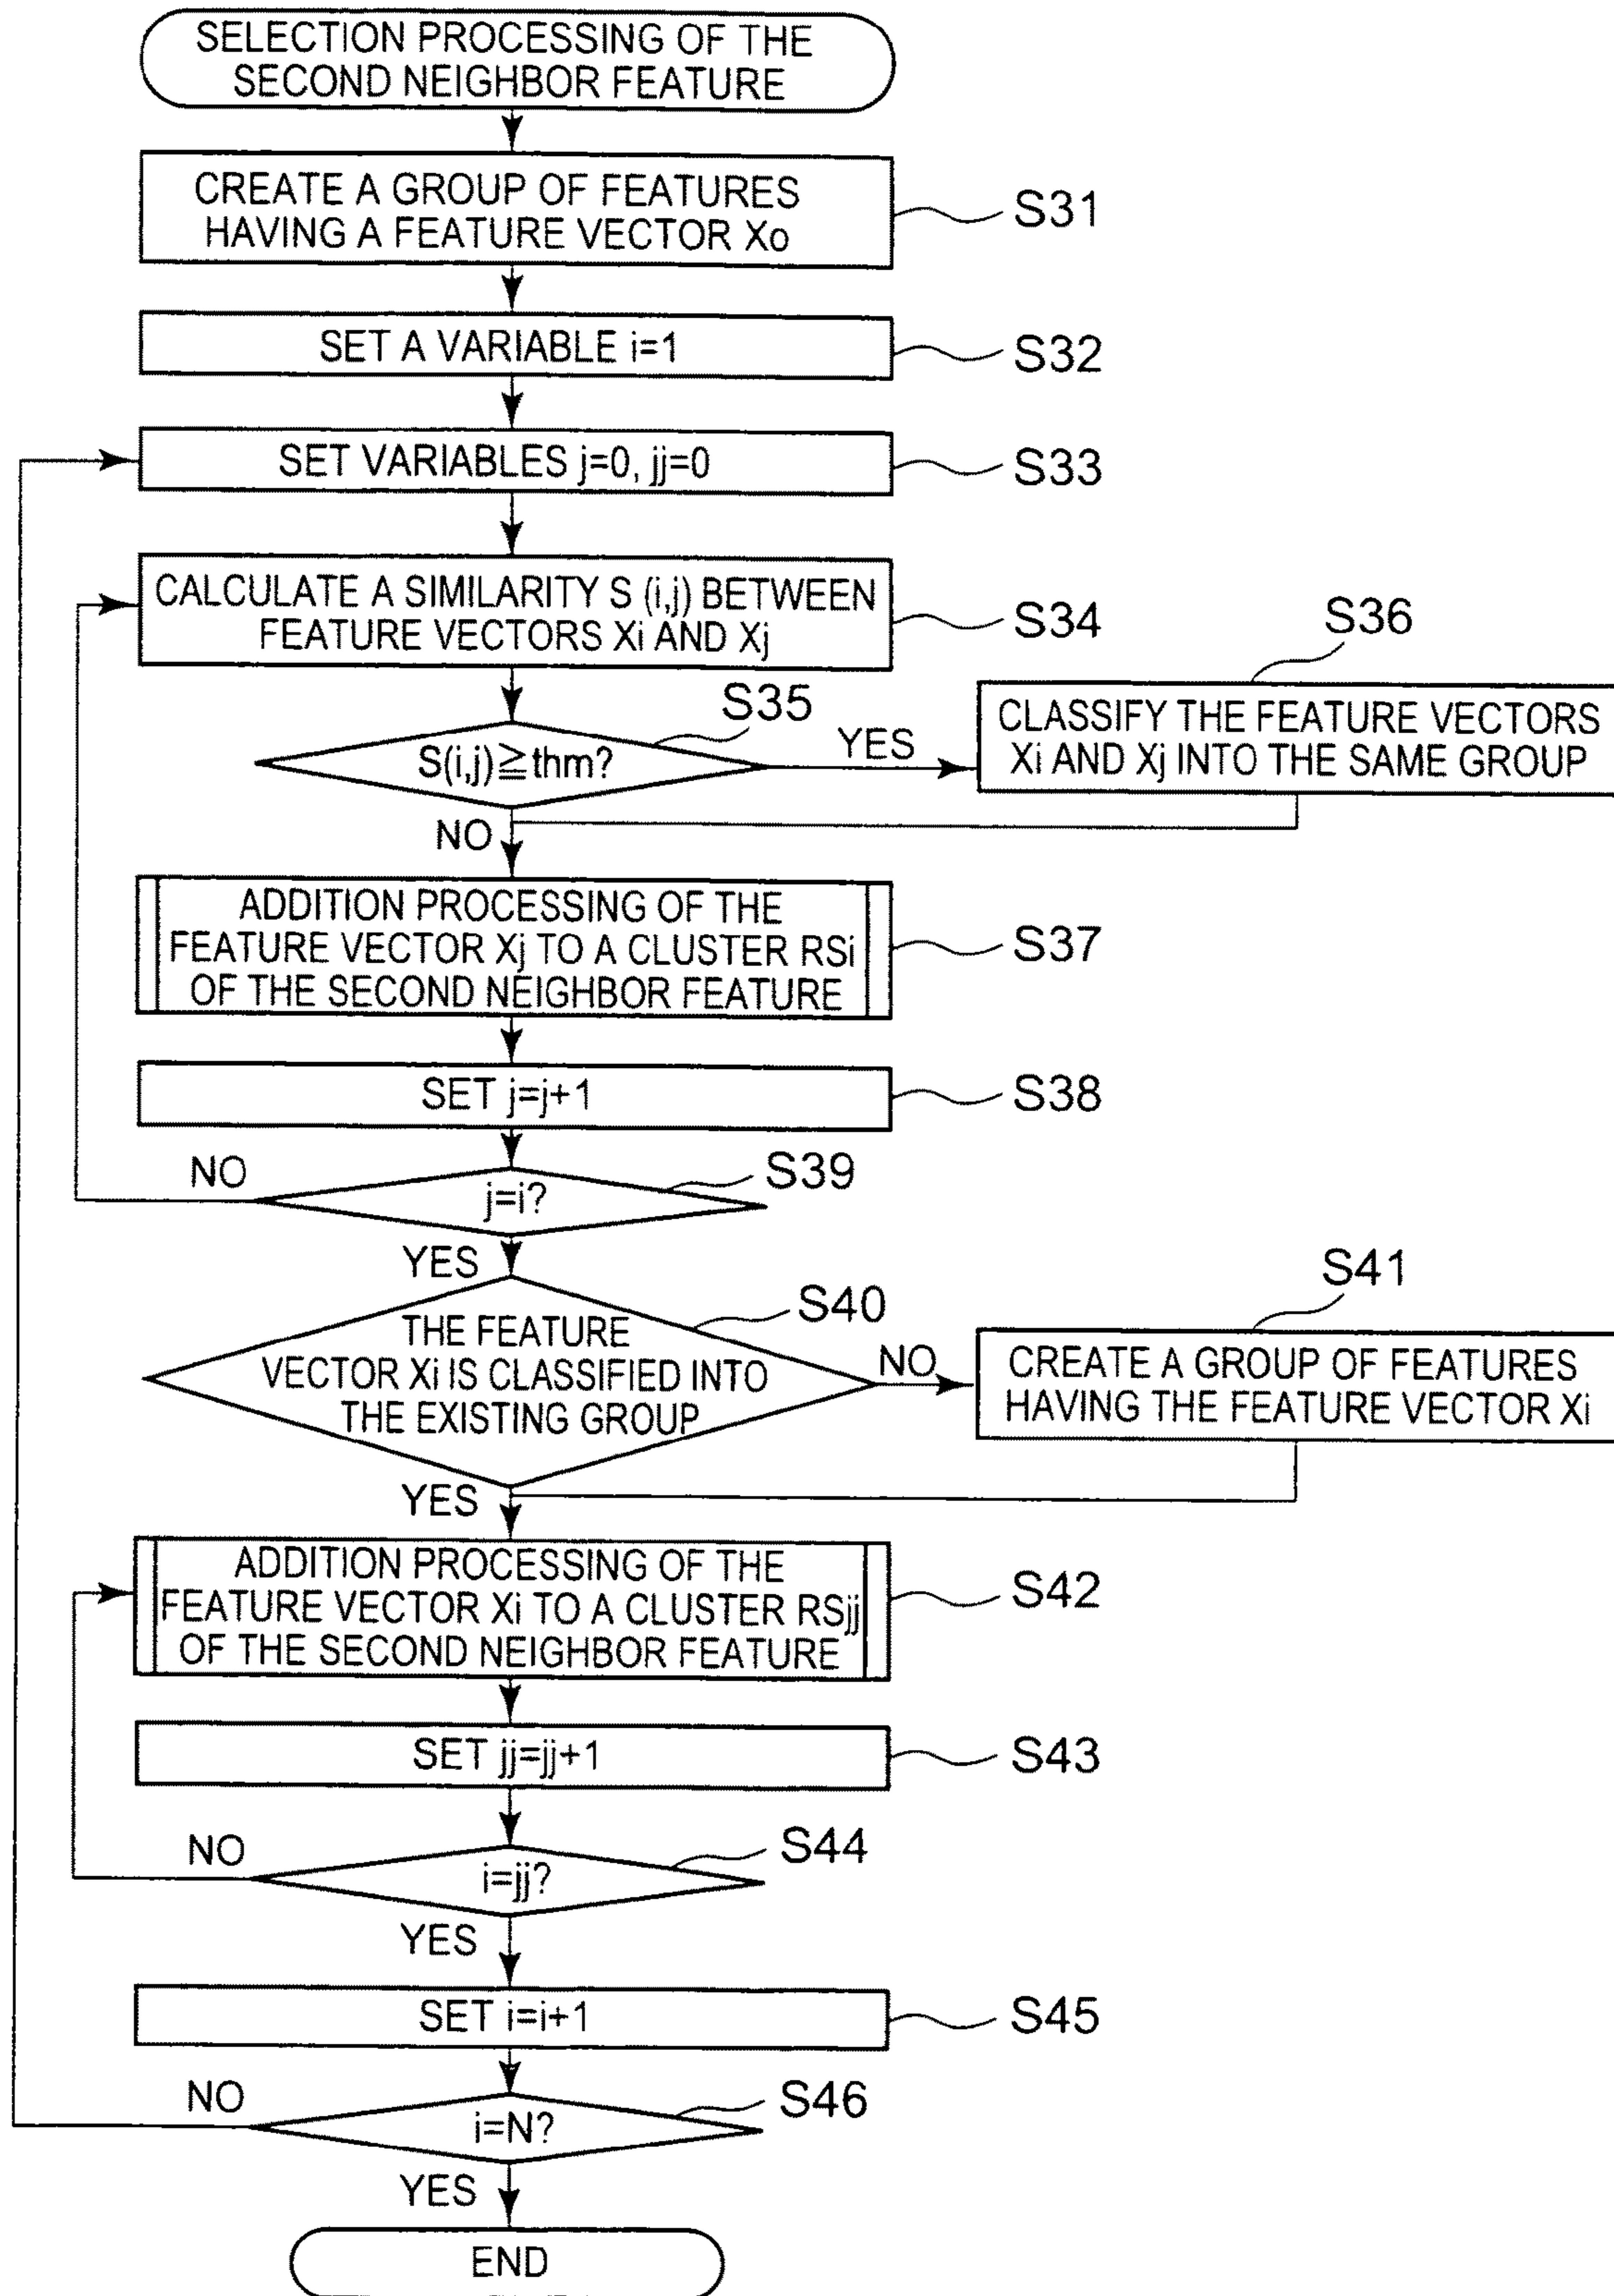 SELECTION PROCESSING OF THE
SECOND NEIGHBOR FEATURE
CREATE A GROUP OF FEATURES
HAVING A FEATURE VECTOR Xo
S31
SET A VARIABLE i=1
S32
SET VARIABLES j=0, jj=0
S33
CALCULATE A SIMILARITY S (i,j) BETWEEN
FEATURE VECTORS Xi AND Xj
S34
S35
S(i,j)≧thm?
YES
NO
S36
CLASSIFY THE FEATURE VECTORS
Xi AND Xj INTO THE SAME GROUP
ADDITION PROCESSING OF THE
FEATURE VECTOR Xj TO A CLUSTER RSi
OF THE SECOND NEIGHBOR FEATURE
S37
SET j=j+1
S38
NO
j=i?
S39
YES
THE FEATURE
VECTOR Xi IS CLASSIFIED INTO
THE EXISTING GROUP
S40
NO
YES
S41
CREATE A GROUP OF FEATURES
HAVING THE FEATURE VECTOR Xi
ADDITION PROCESSING OF THE
FEATURE VECTOR Xi TO A CLUSTER RSjj
OF THE SECOND NEIGHBOR FEATURE
S42
SET jj=jj+1
S43
NO
i=jj?
S44
YES
SET i=i+1
S45
NO
i=N?
S46
YES
END